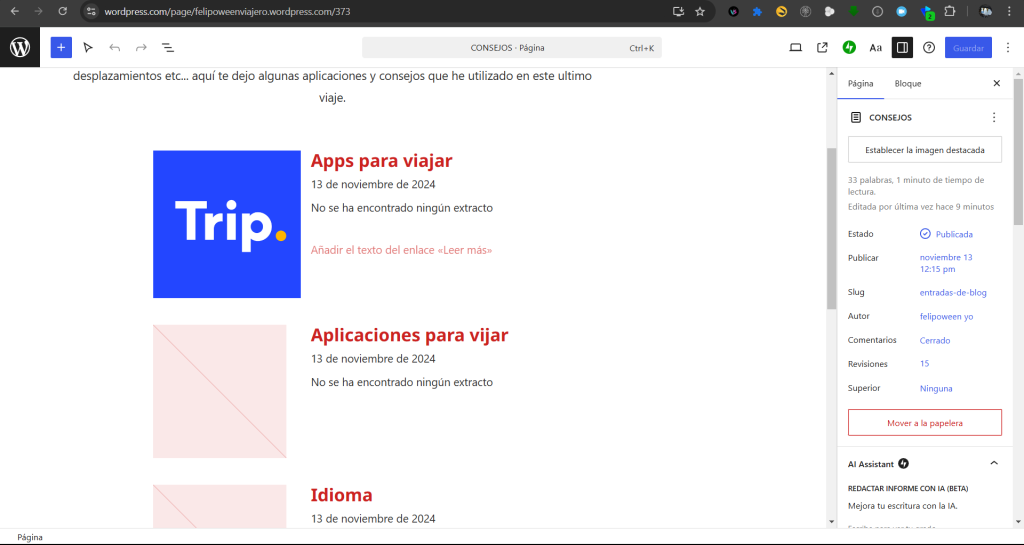 wordpress.com/page/felipoweenviajero.wordpress.com/373
2
CONSEJOS · Página Ctrl+K
Aa
Guardar
desplazamientos etc... aquí te dejo algunas aplicaciones y consejos que he utilizado en este ultimo
viaje.
Trip.
Apps para viajar
13 de noviembre de 2024
No se ha encontrado ningún extracto
Añadir el texto del enlace «Leer más»
Aplicaciones para vijar
13 de noviembre de 2024
No se ha encontrado ningún extracto
Idioma
13 de noviembre de 2024
Página Bloque
CONSEJOS
Establecer la imagen destacada
33 palabras, 1 minuto de tiempo de
lectura.
Editada por última vez hace 9 minutos
Estado Publicada
Publicar noviembre 13
12:15 pm
Slug entradas-de-blog
Autor felipoween yo
Comentarios Cerrado
Revisiones 15
Superior Ninguna
Mover a la papelera
AI Assistant
REDACTAR INFORME CON IA (BETA)
Mejora tu escritura con la IA.
Página